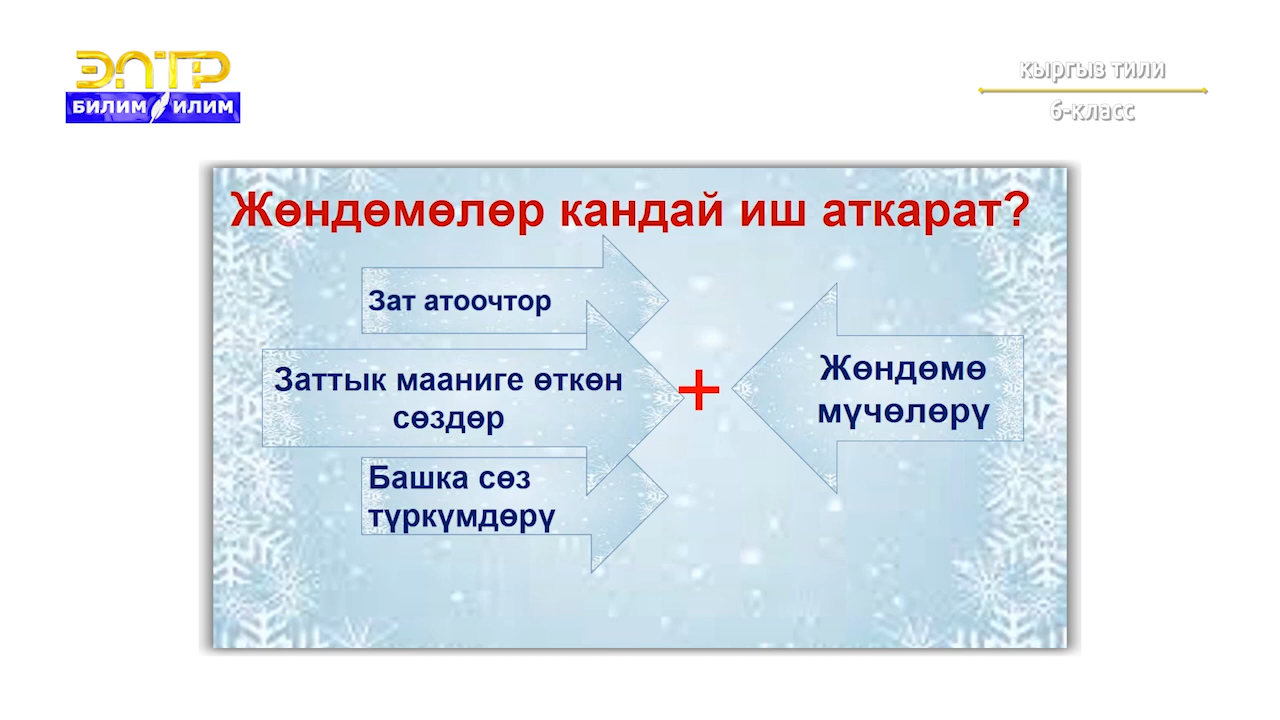 ЭЛТР
БИЛИМ ИЛИМ
кыргыз тили
6-класс
Жөндөмөлөр кандай иш аткарат?
Зат атоочтор
Заттык мааниге өткөн
сөздөр
Башка сөз
түркүмдөрү
+
Жөндөмө
мүчөлөрү